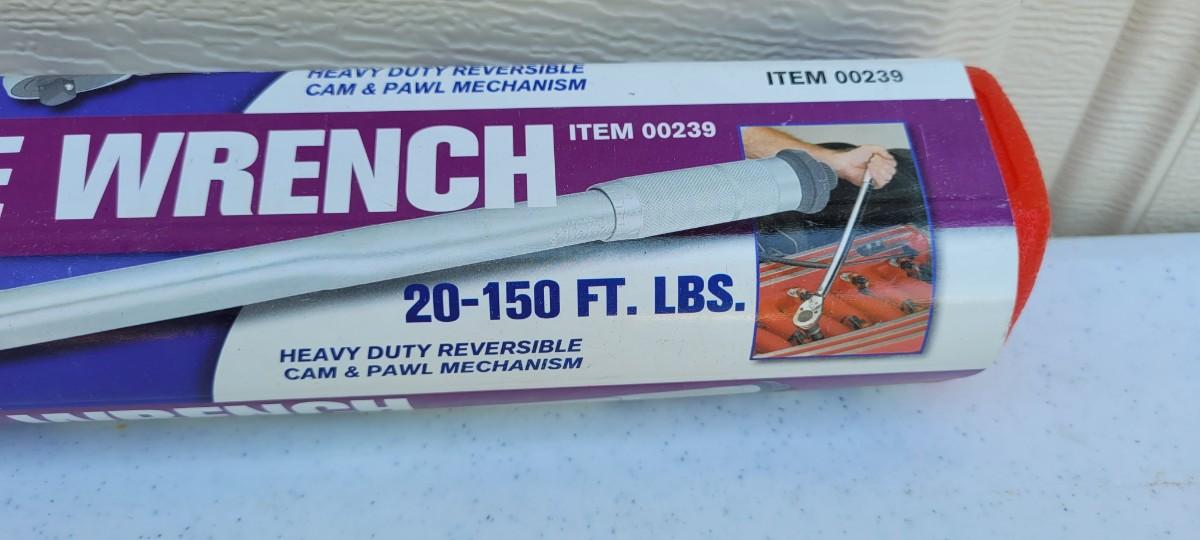 HEAVY DUTY REVERSIBLE
CAM & PAWL MECHANISM
ITEM 00239
E WRENCH
ITEM 00239
20-150 FT. LBS.
HEAVY DUTY REVERSIBLE
CAM & PAWL MECHANISM
WRENCH